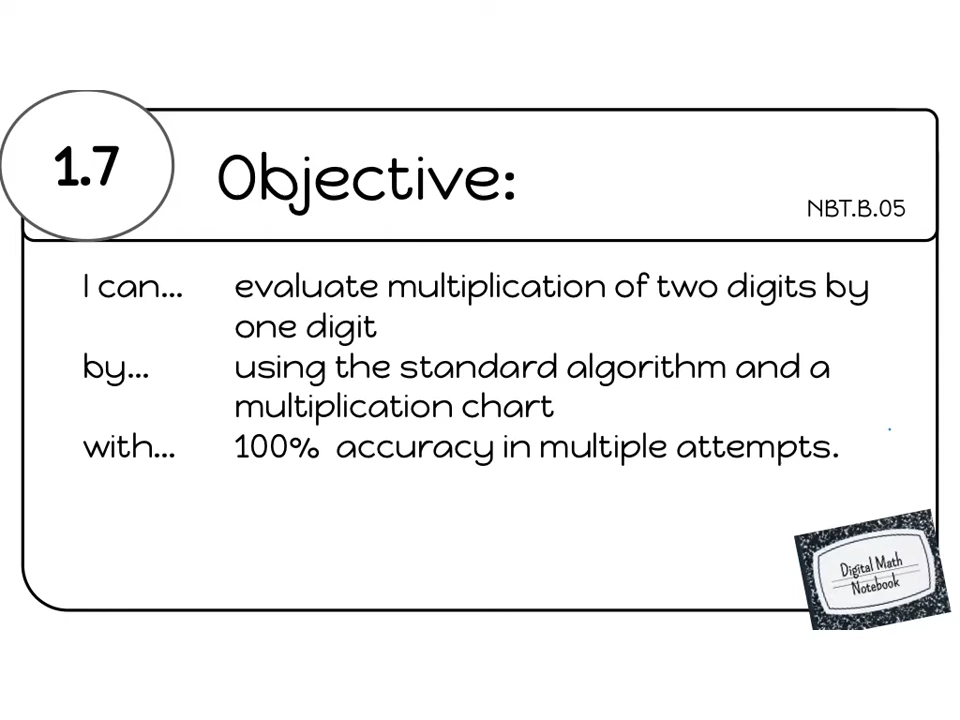 1.7
Objective:
NBT.B.05
I can... evaluate multiplication of two digits by
one digit
by... using the standard algorithm and a
multiplication chart
with... 100% accuracy in multiple attempts.
Digital Math
Notebook